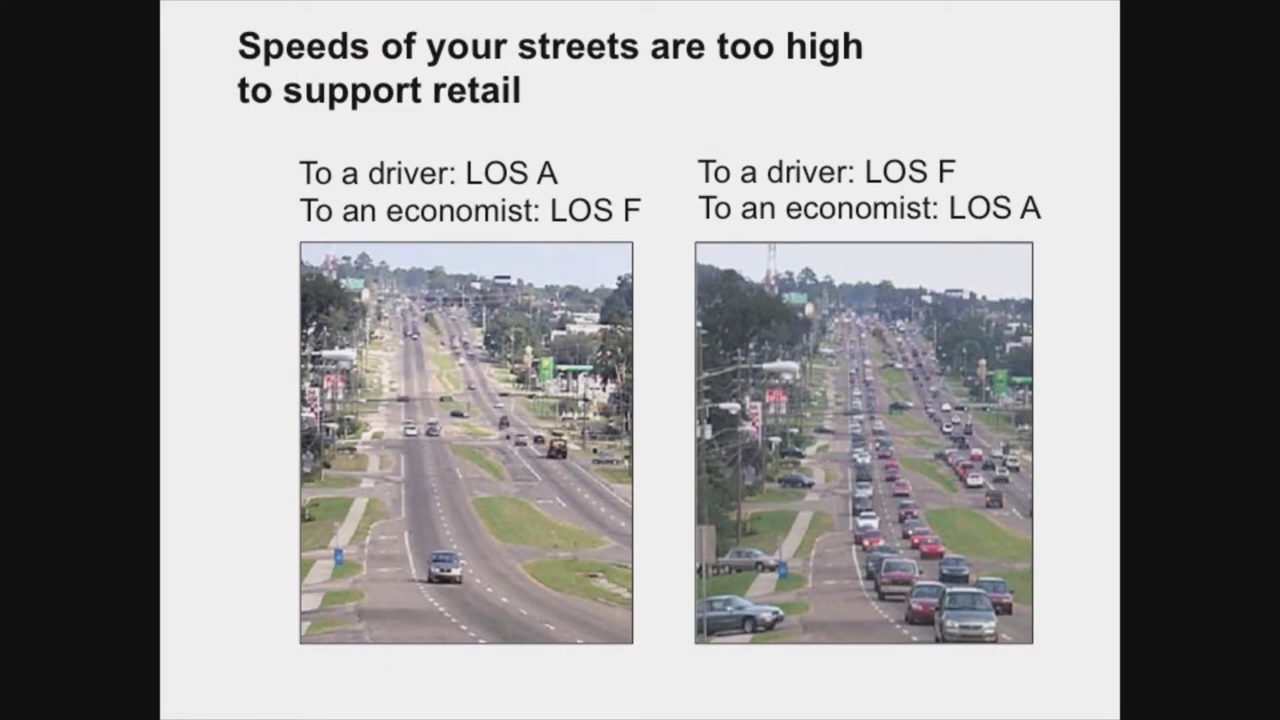 Speeds of your streets are too high
to support retail
To a driver: LOS A
To an economist: LOS F
To a driver: LOS F
To an economist: LOS A